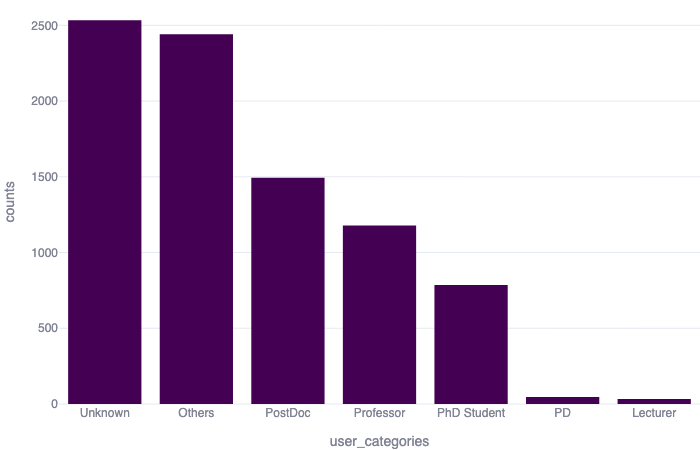 2500
2000
1500
1000
500
0
counts
Unknown Others PostDoc Professor PhD Student PD Lecturer
user_categories